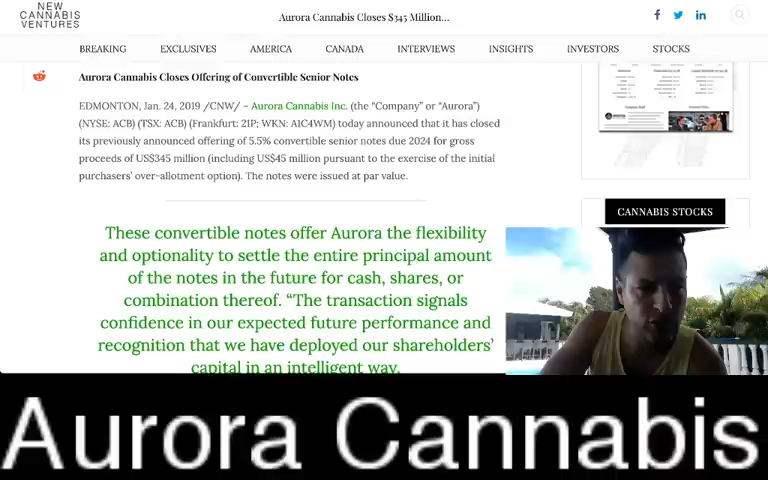 NEW
CANNABIS
VENTURES
Aurora Cannabis Closes $345 Million...
BREAKING EXCLUSIVES AMERICA CANADA INTERVIEWS INSIGHTS INVESTORS STOCKS
Aurora Cannabis Closes Offering of Convertible Senior Notes
EDMONTON, Jan. 24, 2019 /CNW/ – Aurora Cannabis Inc. (the “Company” or “Aurora”)
(NYSE: ACB) (TSX: ACB) (Frankfurt: 21P; WKN: A1C4WM) today announced that it has closed
its previously announced offering of 5.5% convertible senior notes due 2024 for gross
proceeds of US$345 million (including US$45 million pursuant to the exercise of the initial
purchasers’ over-allotment option). The notes were issued at par value.
These convertible notes offer Aurora the flexibility
and optionality to settle the entire principal amount
of the notes in the future for cash, shares, or
combination thereof. “The transaction signals
confidence in our expected future performance and
recognition that we have deployed our shareholders’
capital in an intelligent way.
CANNABIS STOCKS
Aurora Cannabis